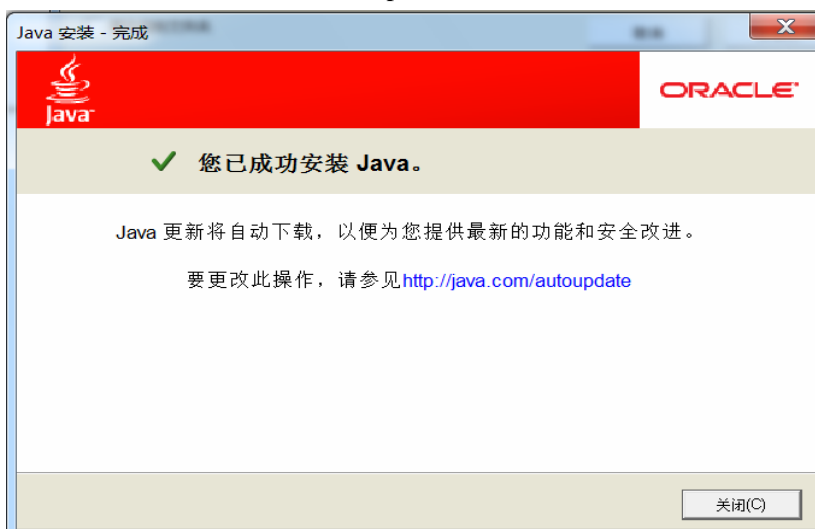 Java 安装 - 完成
Java
ORACLE
您已成功安装 Java。
Java 更新将自动下载，以便为您提供最新的功能和安全改进。
要更改此操作，请参见http://java.com/autoupdate
关闭(C)